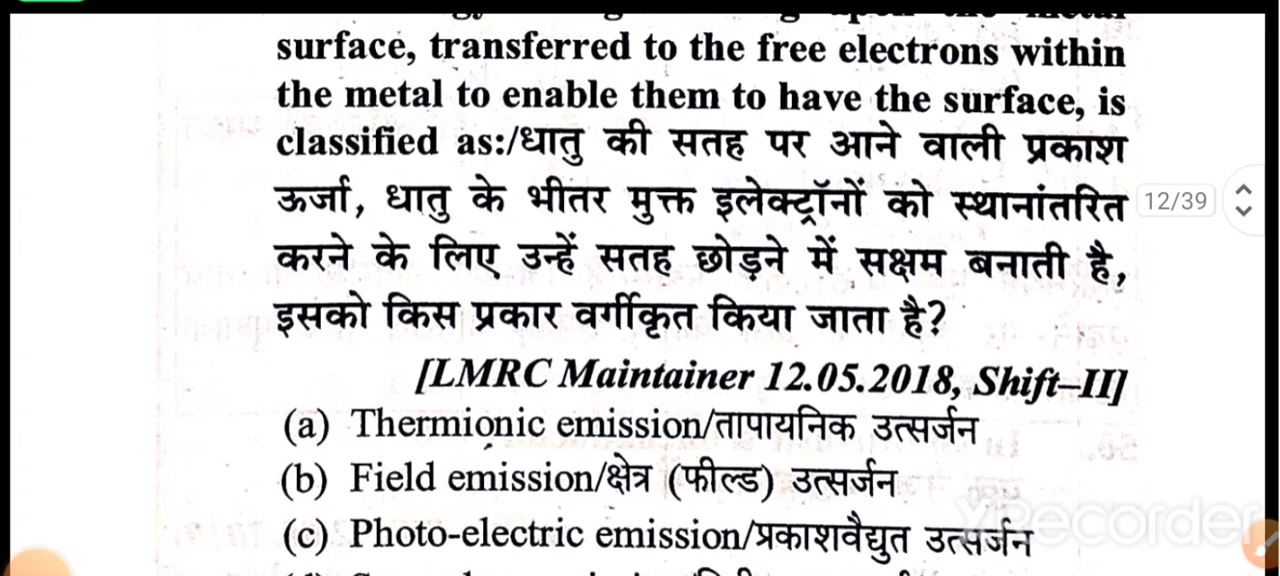 surface, transferred to the free electrons within
the metal to enable them to have the surface, is
classified as:/धातु की सतह पर आने वाली प्रकाश
ऊर्जा, धातु के भीतर मुक्त इलेक्ट्रॉनों को स्थानांतरित
करने के लिए उन्हें सतह छोड़ने में सक्षम बनाती है,
इसको किस प्रकार वर्गीकृत किया जाता है?
[LMRC Maintainer 12.05.2018, Shift–II]
(a) Thermionic emission/तापायनिक उत्सर्जन
(b) Field emission/क्षेत्र (फील्ड) उत्सर्जन
(c) Photo-electric emission/प्रकाशवैद्युत उत्सर्जन
12/39
XRecorder